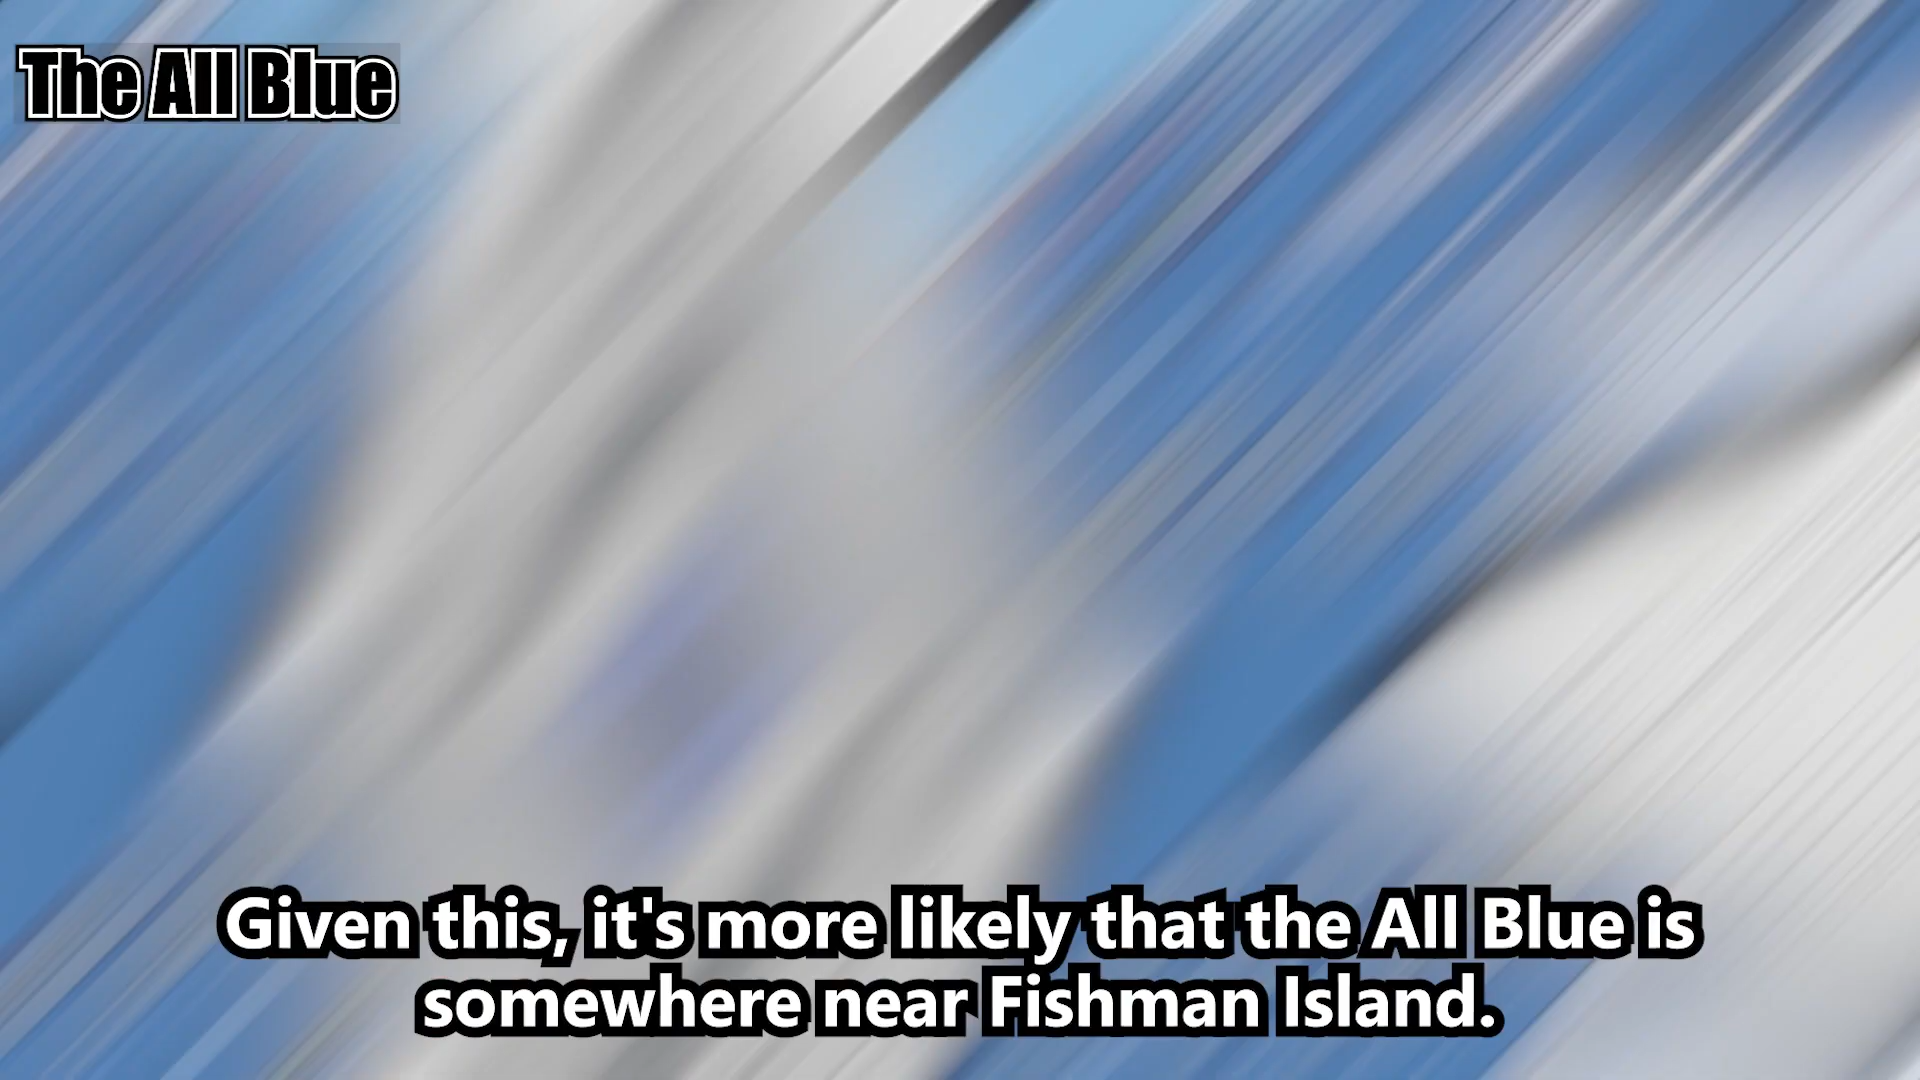 The All Blue
Given this, it's more likely that the All Blue is
somewhere near Fishman Island.